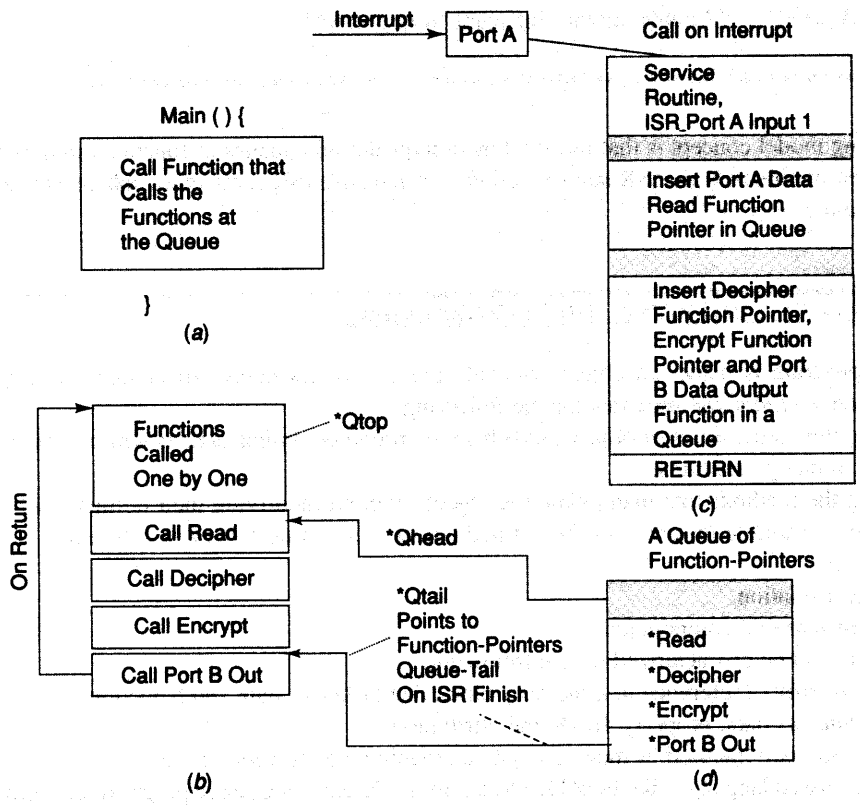 Interrupt
Port A
Call on Interrupt
Service
Routine,
ISR_Port A Input 1
Insert Port A Data
Read Function
Pointer in Queue
Insert Decipher
Function Pointer,
Encrypt Function
Pointer and Port
B Data Output
Function in a
Queue
RETURN
(c)
Main ( ) {
Call Function that
Calls the
Functions at
the Queue
}
(a)
Functions
Called
One by One
*Qtop
On Return
Call Read
Call Decipher
Call Encrypt
Call Port B Out
(b)
*Qhead
*Qtail
Points to
Function-Pointers
Queue-Tail
On ISR Finish
A Queue of
Function-Pointers
*Read
*Decipher
*Encrypt
*Port B Out
(d)